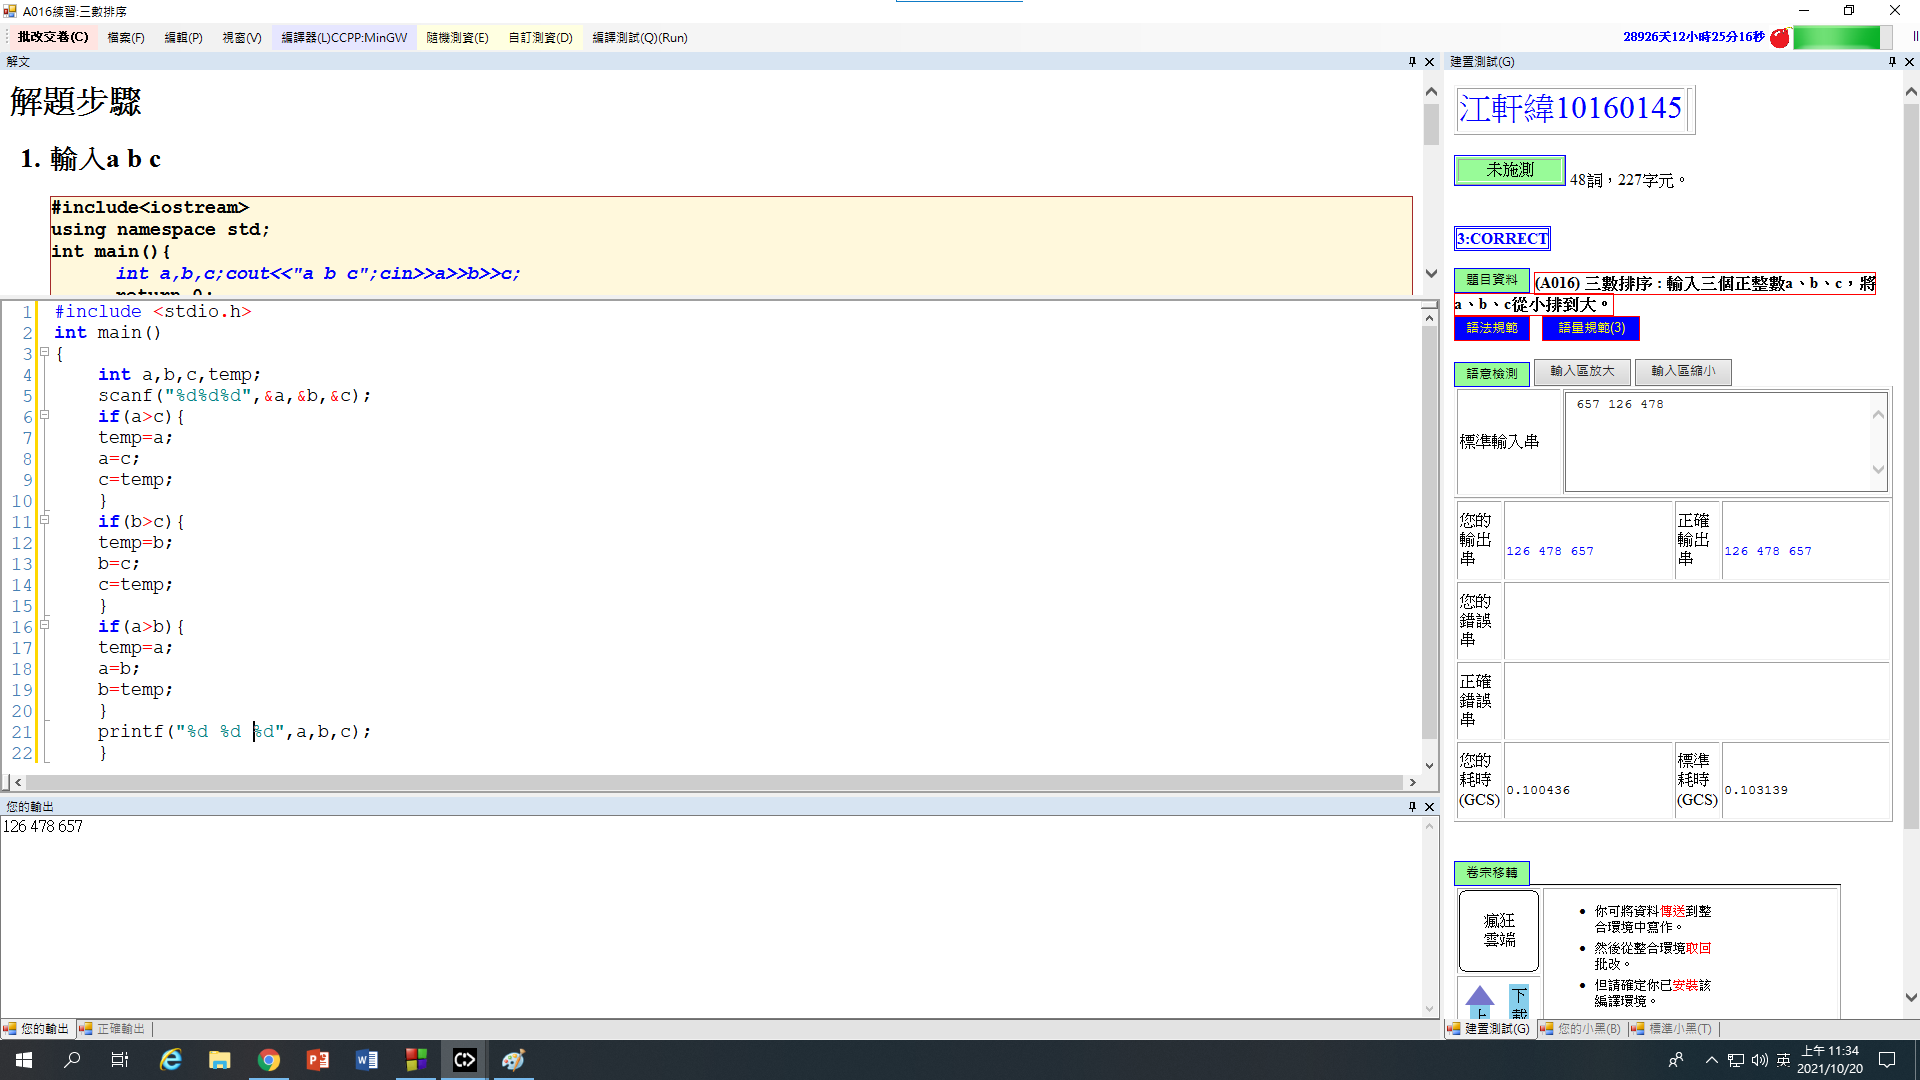 A016練習:三數排序
批改交卷(C) 檔案(F) 編輯(P) 視窗(V) 編譯器(L)CCPP:MinGW 隨機測資(E) 自訂測資(D) 編譯測試(Q)(Run)
28926天12小時25分16秒
解文
解題步驟
1. 輸入a b c
#include<iostream>
using namespace std;
int main(){
int a,b,c;cout<<"a b c";cin>>a>>b>>c;
return 0;
1 #include <stdio.h>
2 int main()
3 {
4 int a,b,c,temp;
5 scanf("%d%d%d",&a,&b,&c);
6 if(a>c){
7 temp=a;
8 a=c;
9 c=temp;
10 }
11 if(b>c){
12 temp=b;
13 b=c;
14 c=temp;
15 }
16 if(a>b){
17 temp=a;
18 a=b;
19 b=temp;
20 }
21 printf("%d %d %d",a,b,c);
22 }
您的輸出
126 478 657
您的輸出 正確輸出
建置測試(G)
江軒緯10160145
未施測 48詞，227字元。
3:CORRECT
題目資料 (A016) 三數排序：輸入三個正整數a、b、c，將
a、b、c從小排到大。
語法規範 語量規範(3)
語意檢測 輸入區放大 輸入區縮小
標準輸入串 657 126 478
您的
輸出
串
126 478 657
正確
輸出
串
126 478 657
您的
錯誤
串
正確
錯誤
串
您的
耗時
(GCS)
0.100436
標準
耗時
(GCS)
0.103139
卷宗移轉
瘋狂
雲端
上
下
載
你可將資料傳送到整
合環境中寫作。
然後從整合環境取回
批改。
但請確定你已安裝該
編譯環境。
建置測試(G) 您的小黑(B) 標準小黑(T)
英
上午 11:34
2021/10/20